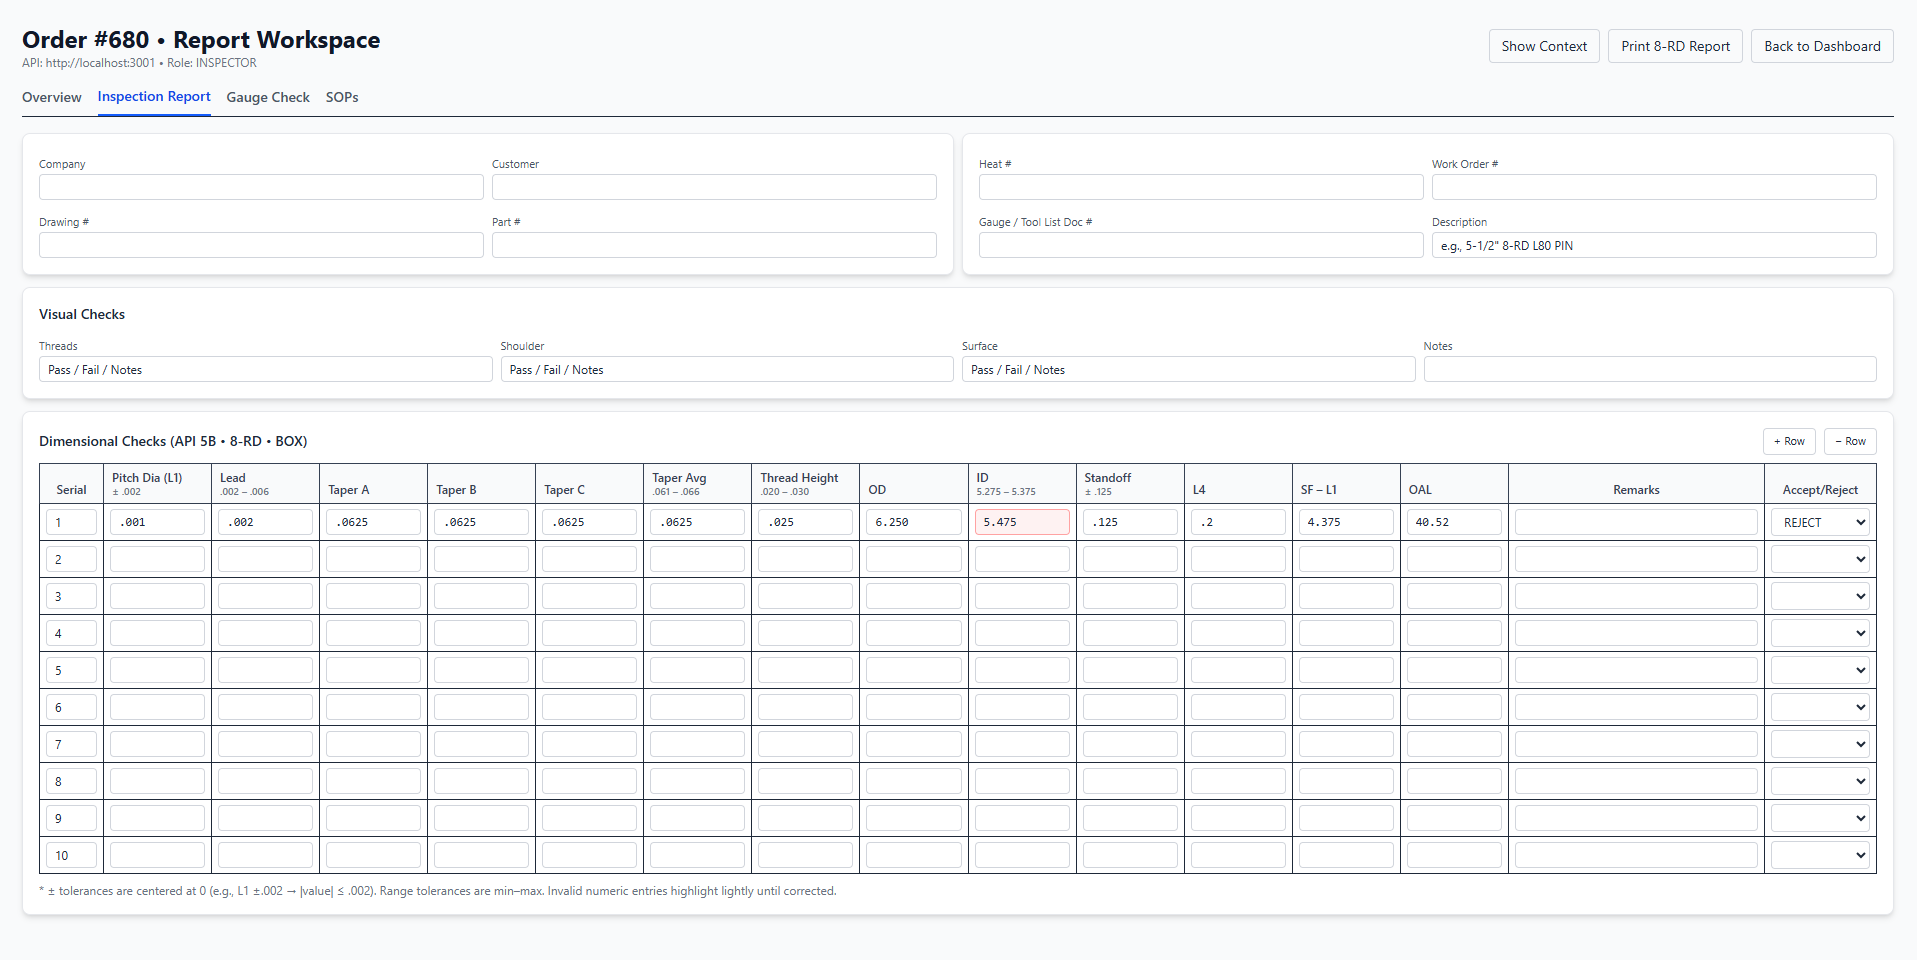 Order #680 • Report Workspace
API: http://localhost:3001 • Role: INSPECTOR
Show Context
Print 8-RD Report
Back to Dashboard
Overview
Inspection Report
Gauge Check
SOPs
Company
Customer
Heat #
Work Order #
Drawing #
Part #
Gauge / Tool List Doc #
Description
e.g., 5-1/2" 8-RD L80 PIN
Visual Checks
Threads
Shoulder
Surface
Notes
Pass / Fail / Notes
Pass / Fail / Notes
Pass / Fail / Notes
Dimensional Checks (API 5B • 8-RD • BOX)
+ Row
− Row
Serial
Pitch Dia (L1)
± .002
Lead
.002 – .006
Taper A
Taper B
Taper C
Taper Avg
.061 – .066
Thread Height
.020 – .030
OD
ID
5.275 – 5.375
Standoff
± .125
L4
SF – L1
OAL
Remarks
Accept/Reject
1 .001 .002 .0625 .0625 .0625 .0625 .025 6.250 5.475 .125 .2 4.375 40.52 REJECT
2
3
4
5
6
7
8
9
10
* ± tolerances are centered at 0 (e.g., L1 ±.002 → |value| ≤ .002). Range tolerances are min–max. Invalid numeric entries highlight lightly until corrected.